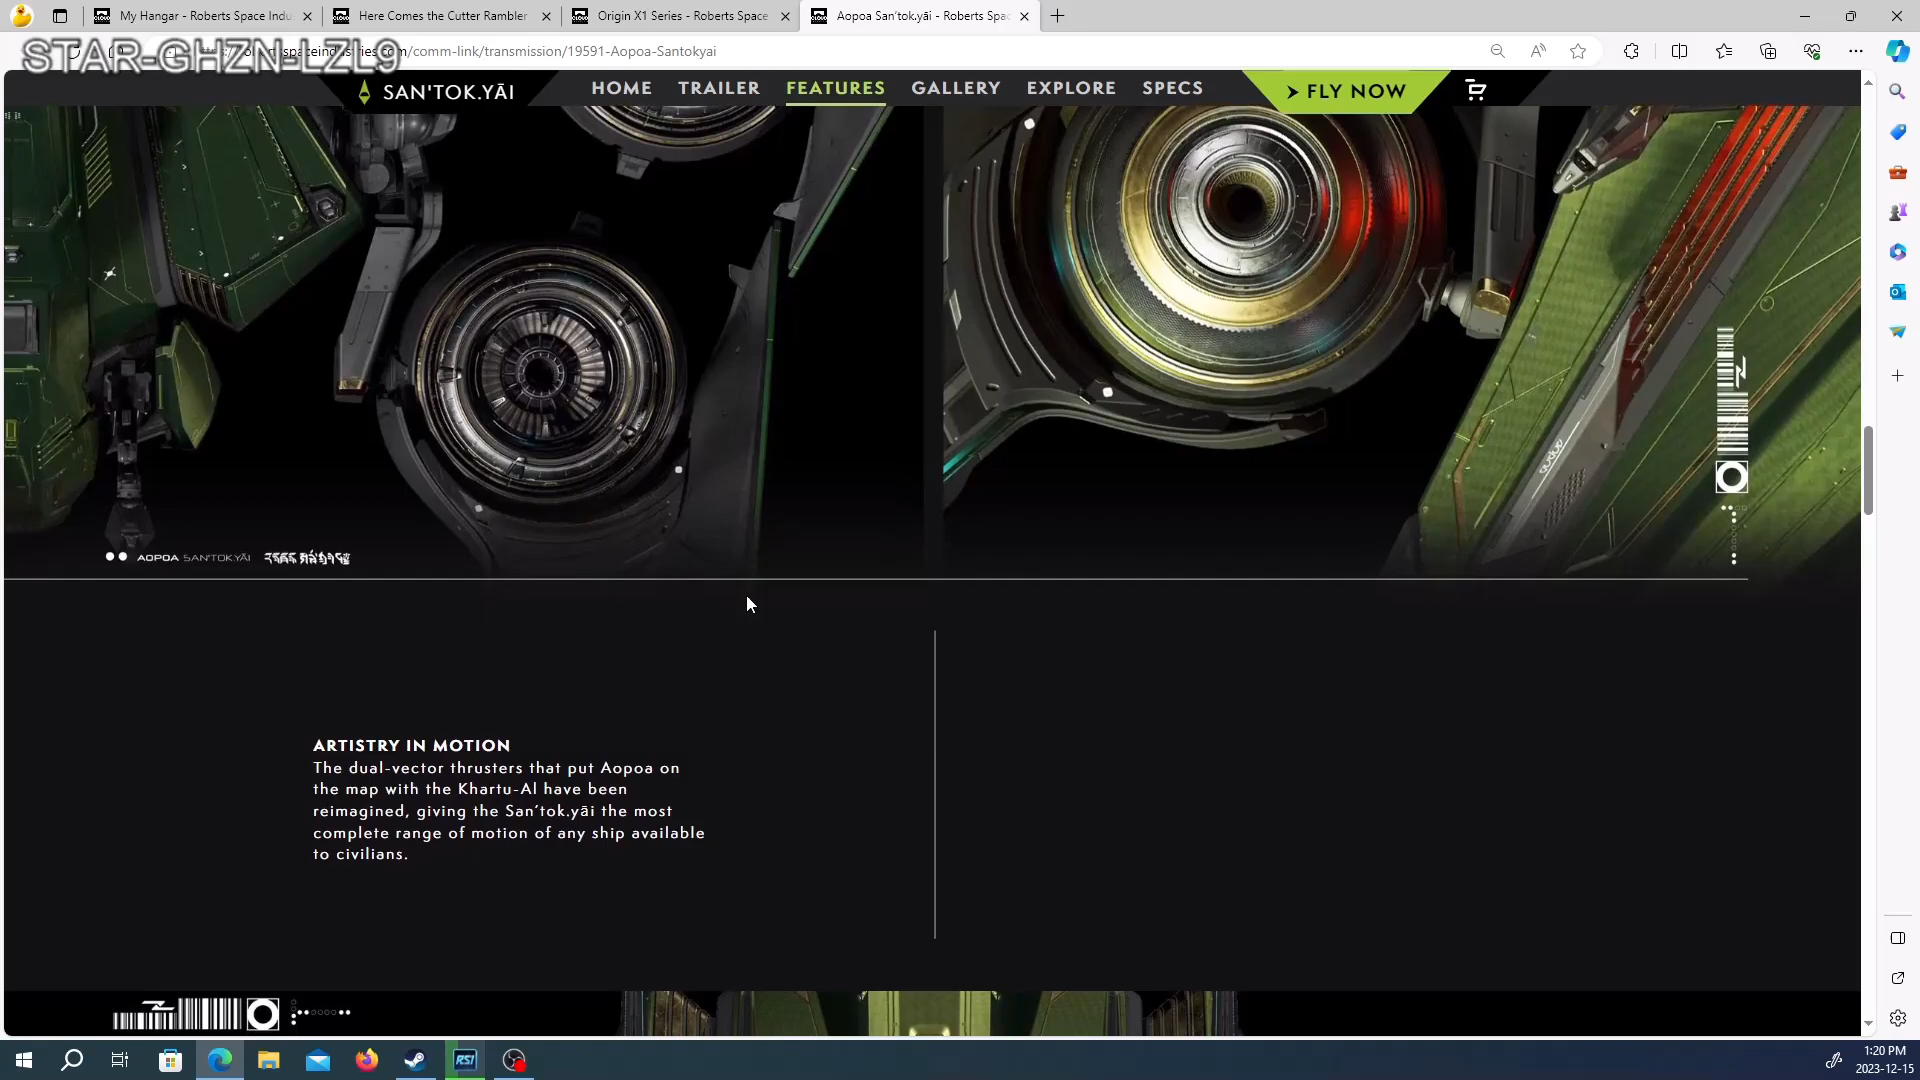 My Hangar - Roberts Space Indu
Here Comes the Cutter Rambler
Origin X1 Series - Roberts Space
Aopoa San'tok.yāi - Roberts Spac
STAR-GHZN-LZL9
/comm-link/transmission/19591-Aopoa-Santokyai
SAN'TOK.YĀI
HOME
TRAILER
FEATURES
GALLERY
EXPLORE
SPECS
FLY NOW
AOPOA SAN'TOK.YĀI
ARTISTRY IN MOTION
The dual-vector thrusters that put Aopoa on
the map with the Khartu-Al have been
reimagined, giving the San'tok.yāi the most
complete range of motion of any ship available
to civilians.
RSI
1:20 PM
2023-12-15